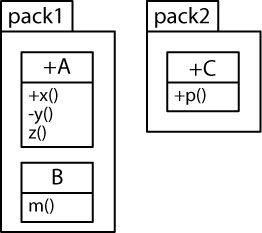 pack1
+A
+x()
-y()
z()
B
m()
pack2
+C
+p()